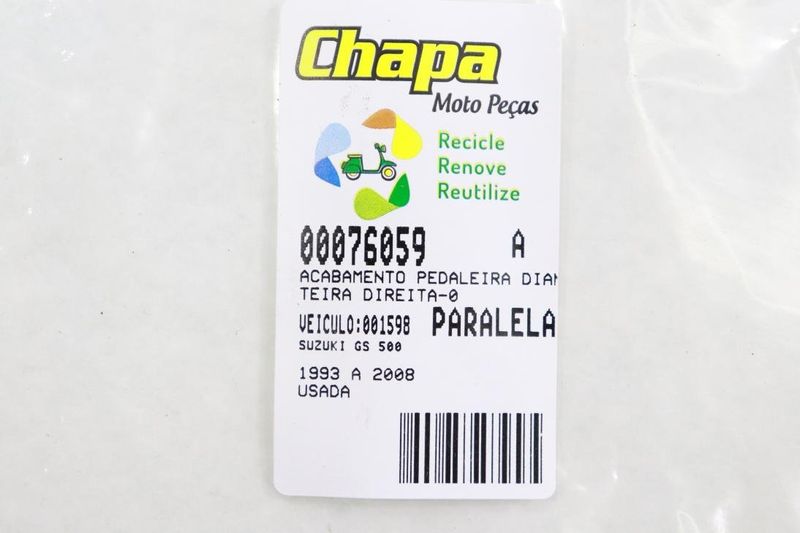 Chapa
Moto Peças
Recicle
Renove
Reutilize
00076059 A
ACABAMENTO PEDALEIRA DIAN
TEIRA DIREITA-0
VEICULO:001598 PARALELA
SUZUKI GS 500
1993 A 2008
USADA